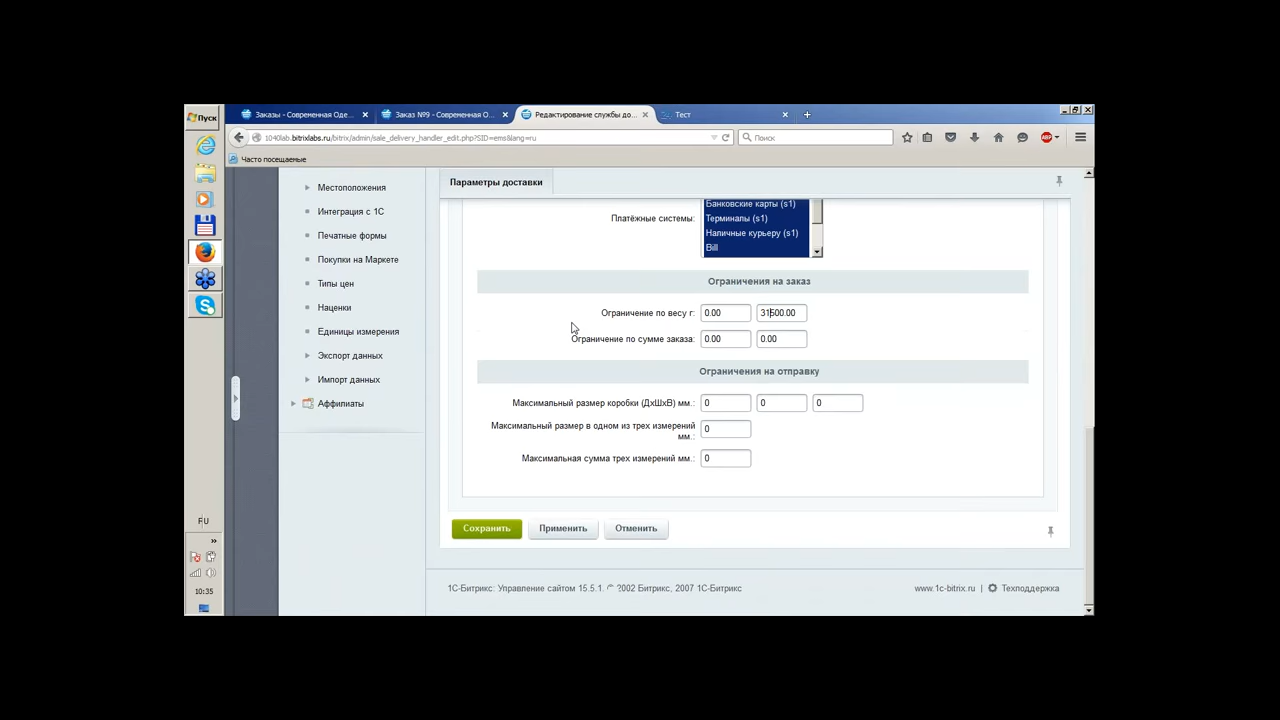 Пуск
Заказы - Современная Оде...
Заказ №9 - Современная О...
Редактирование службы до...
Тест
1040lab.bitrixlabs.ru/bitrix/admin/sale_delivery_handler_edit.php?SID=ems&lang=ru
Поиск
ABP
Часто посещаемые
Местоположения
Интеграция с 1С
Печатные формы
Покупки на Маркете
Типы цен
Наценки
Единицы измерения
Экспорт данных
Импорт данных
Аффилиаты
Параметры доставки
Платёжные системы:
Банковские карты (s1)
Терминалы (s1)
Наличные курьеру (s1)
Bill
Ограничения на заказ
Ограничение по весу г: 0.00 31500.00
Ограничение по сумме заказа: 0.00 0.00
Ограничения на отправку
Максимальный размер коробки (ДхШхВ) мм.: 0 0 0
Максимальный размер в одном из трех измерений мм.: 0
Максимальная сумма трех измерений мм.: 0
Сохранить Применить Отменить
1С-Битрикс: Управление сайтом 15.5.1. 2002 Битрикс, 2007 1С-Битрикс
www.1c-bitrix.ru | Техподдержка
RU
10:35